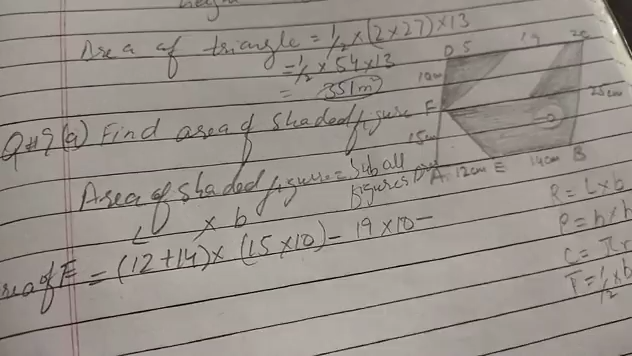 Area of triangle = 1/2 × (2×27)×13
= 1/2 × 54×13
= 351m²
Q#9(a) Find area of shaded figure
Area of shaded figure = Sub all figures
L × b
rea of F = (12+14)× (15×10) - 19×10 -
D 5 19 C
10cm
F
25cm
15cm
A 12cm E 14cm B
R = L×b
P = h×h
C = πr
T = 1/2 × b